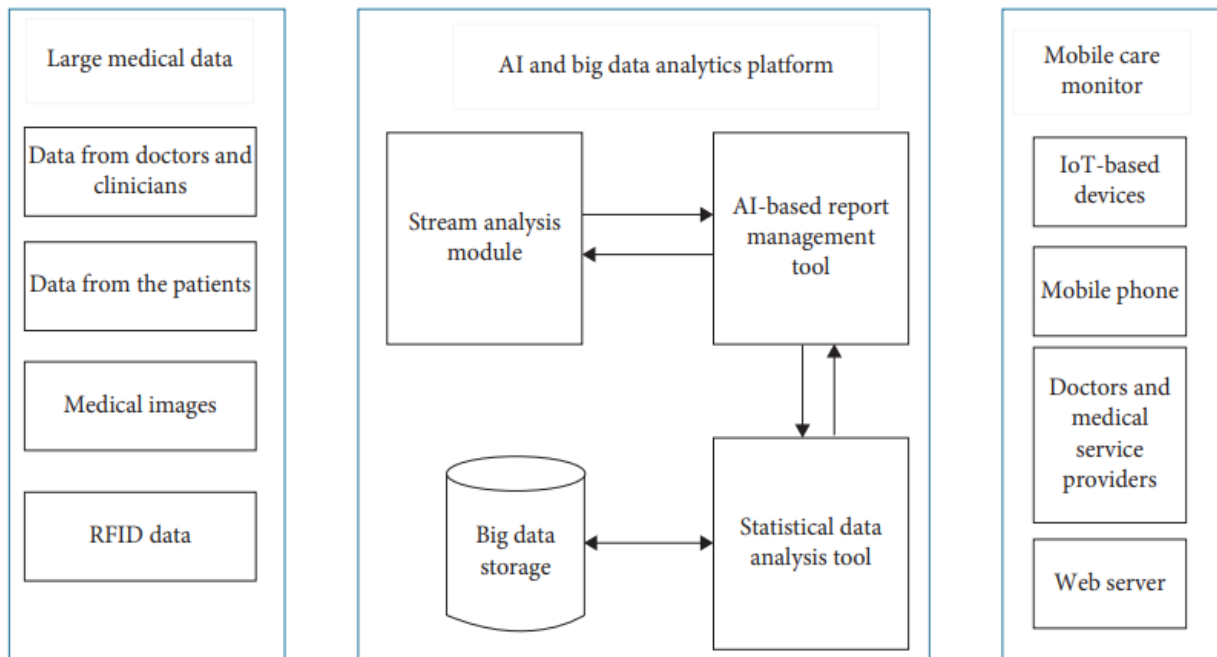 Large medical data
Data from doctors and
clinicians
Data from the patients
Medical images
RFID data
AI and big data analytics platform
Stream analysis
module
AI-based report
management
tool
Big data
storage
Statistical data
analysis tool
Mobile care
monitor
IoT-based
devices
Mobile phone
Doctors and
medical
service
providers
Web server